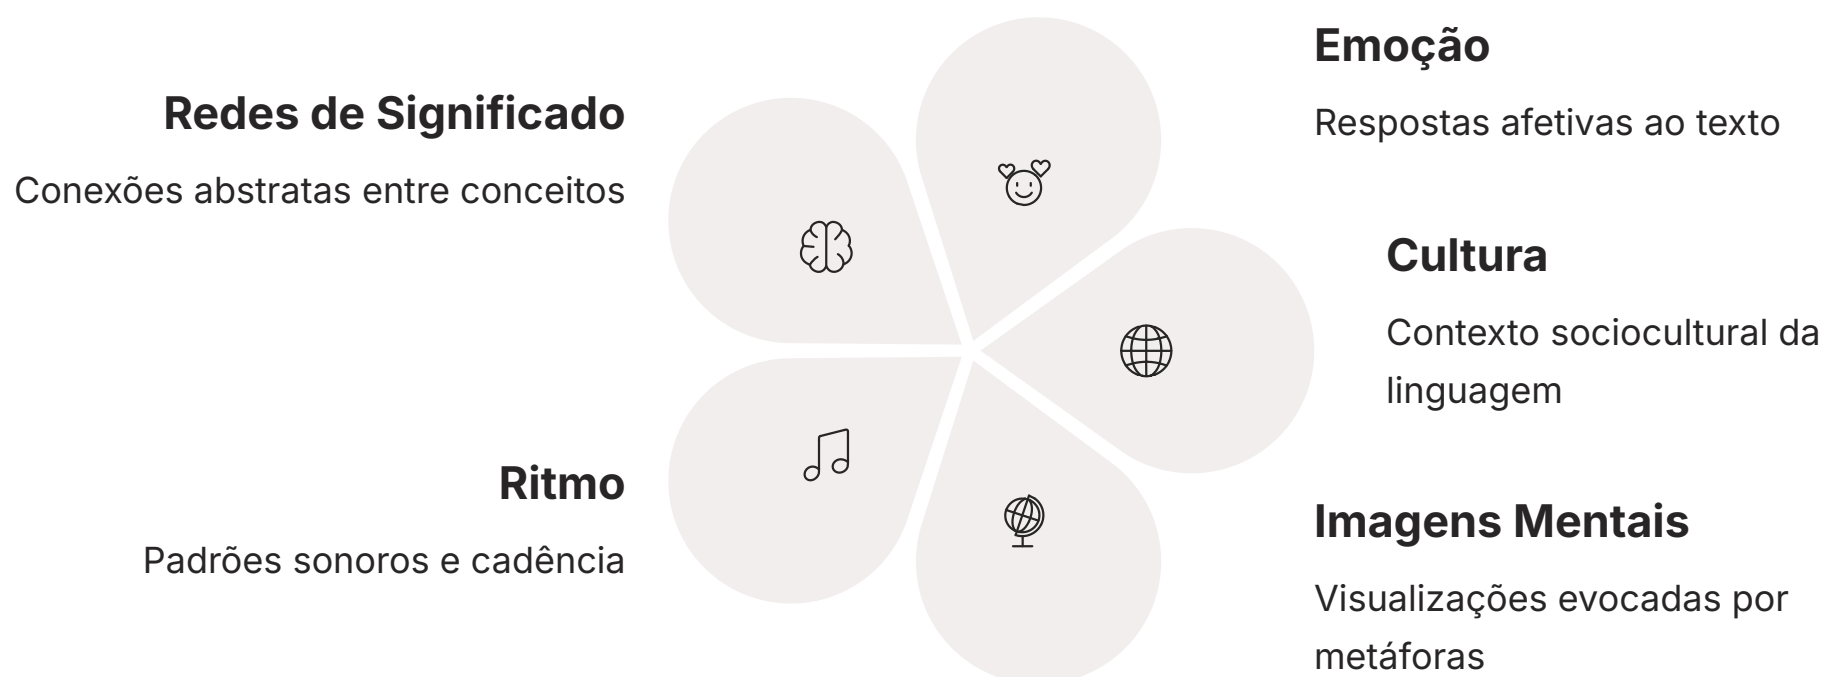 Redes de Significado
Conexões abstratas entre conceitos
Ritmo
Padrões sonoros e cadência
Emoção
Respostas afetivas ao texto
Cultura
Contexto sociocultural da
linguagem
Imagens Mentais
Visualizações evocadas por
metáforas